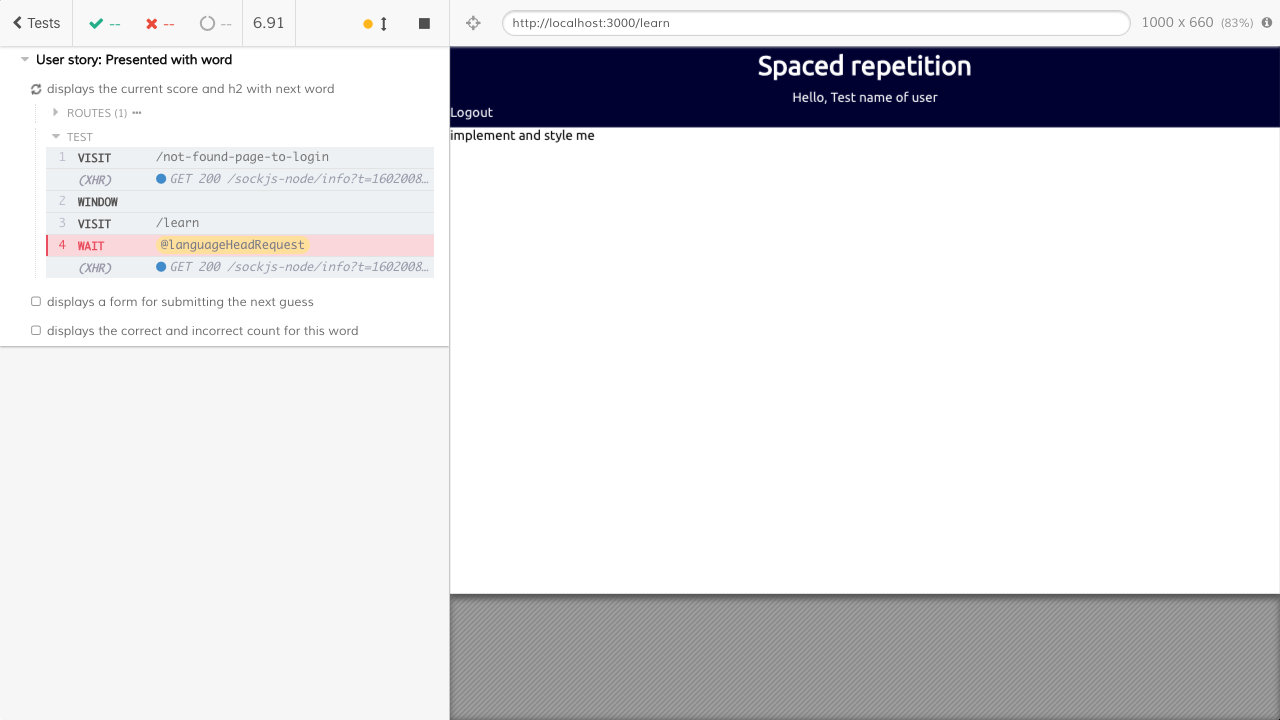 Tests
--
--
--
6.91
http://localhost:3000/learn
1000 x 660 (83%)
User story: Presented with word
displays the current score and h2 with next word
ROUTES (1)
TEST
1 VISIT /not-found-page-to-login
(XHR) GET 200 /sockjs-node/info?t=1602008…
2 WINDOW
3 VISIT /learn
4 WAIT @languageHeadRequest
(XHR) GET 200 /sockjs-node/info?t=1602008…
displays a form for submitting the next guess
displays the correct and incorrect count for this word
Spaced repetition
Hello, Test name of user
Logout
implement and style me